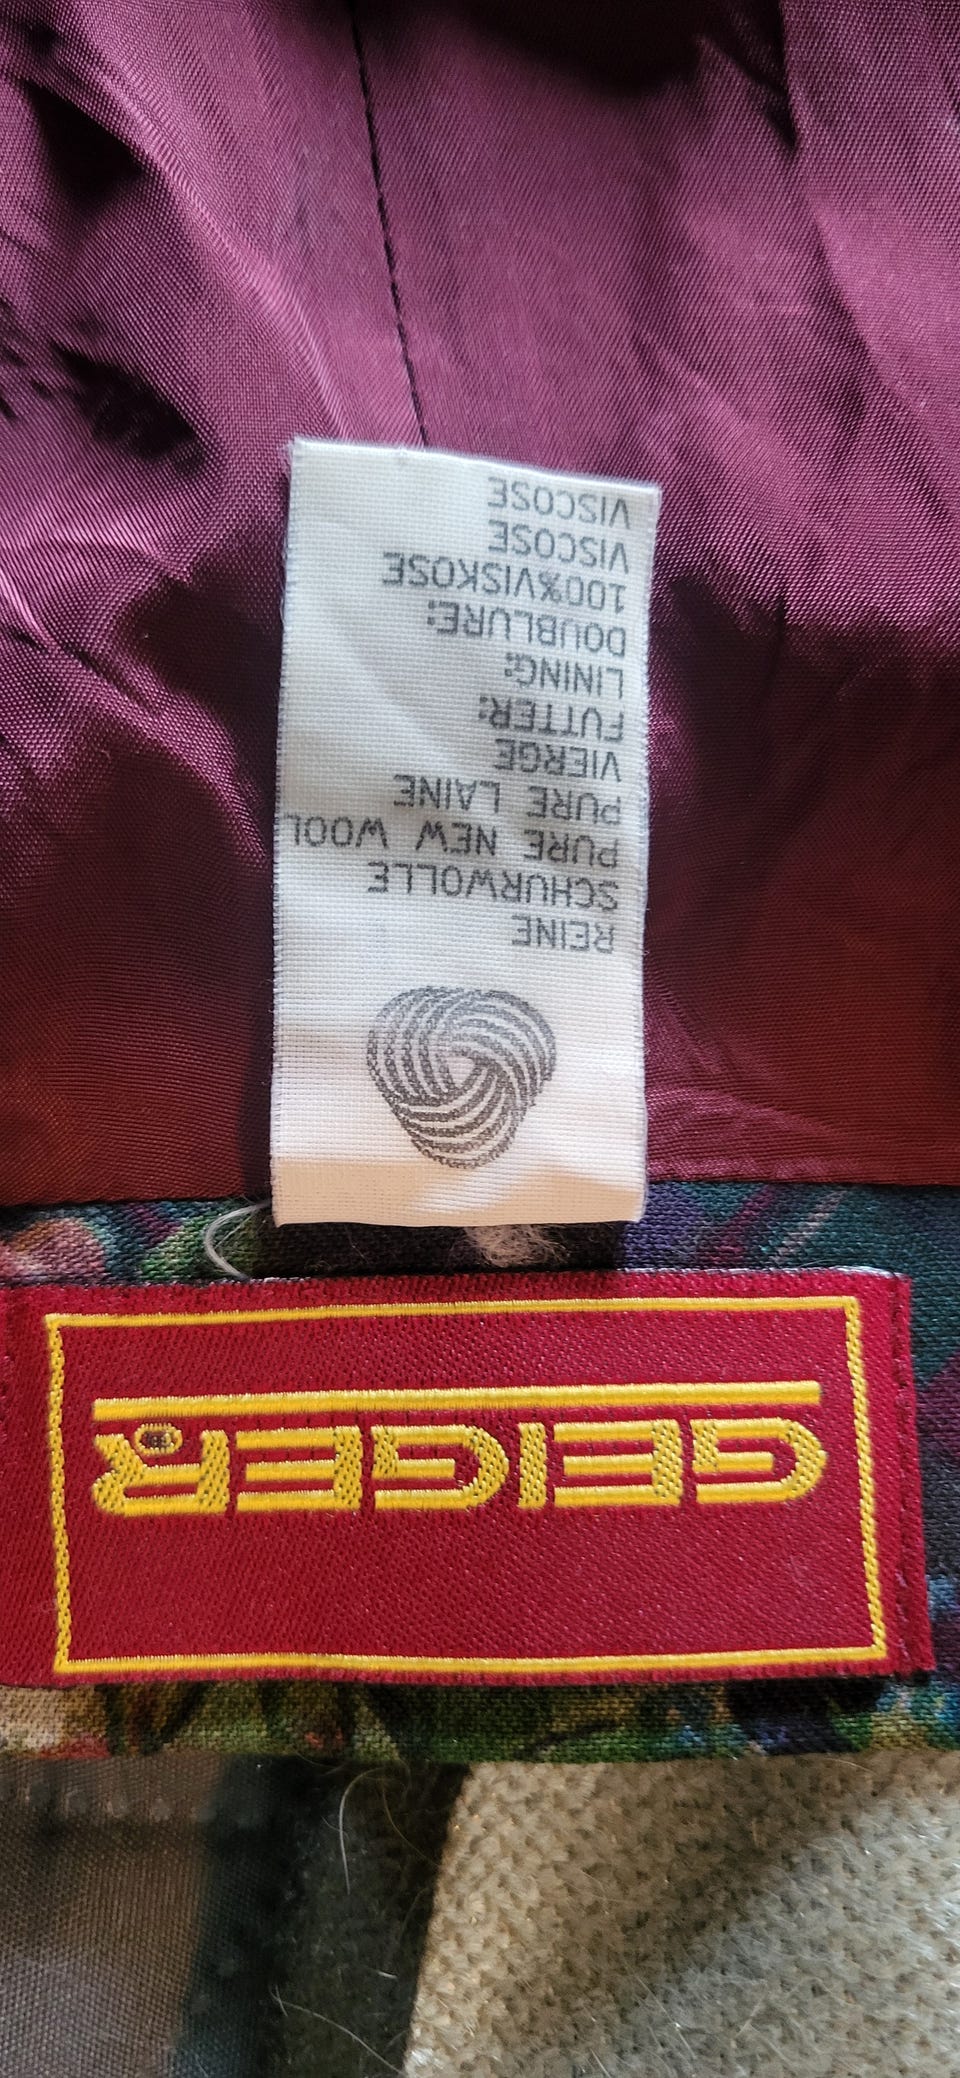 GEIGER®
REINE
SCHURWOLLE
PURE NEW WOOL
PURE LAINE
VIERGE
FUTTER:
LINING:
DOUBLURE:
100%VISKOSE
VISCOSE
VISCOSE